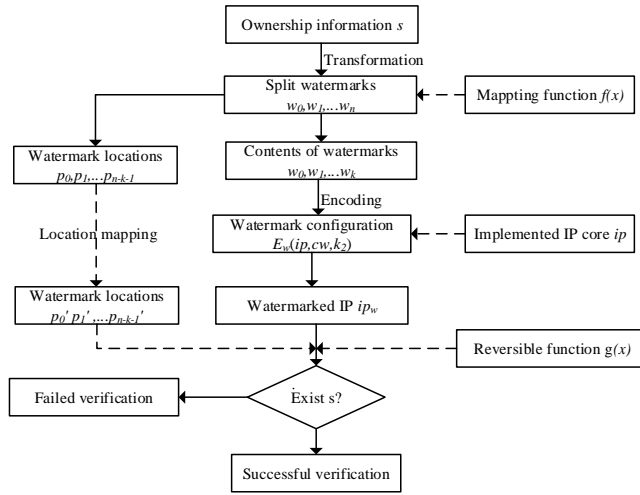 Ownership information s
Transformation
Split watermarks
w0,w1,...wn
Mappting function f(x)
Watermark locations
p0,p1,...pn-k-1
Contents of watermarks
w0,w1,...wk
Encoding
Location mapping
Watermark configuration
Ew(ip,cw,k2)
Implemented IP core ip
Watermark locations
p0' p1' ,...pn-k-1'
Watermarked IP ipw
Reversible function g(x)
Failed verification
Exist s?
Successful verification